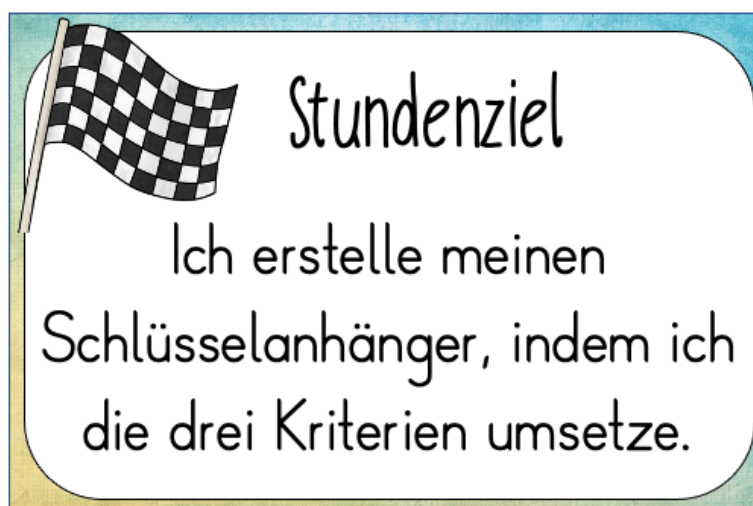 Stundenziel
Ich erstelle meinen
Schlüsselanhänger, indem ich
die drei Kriterien umsetze.